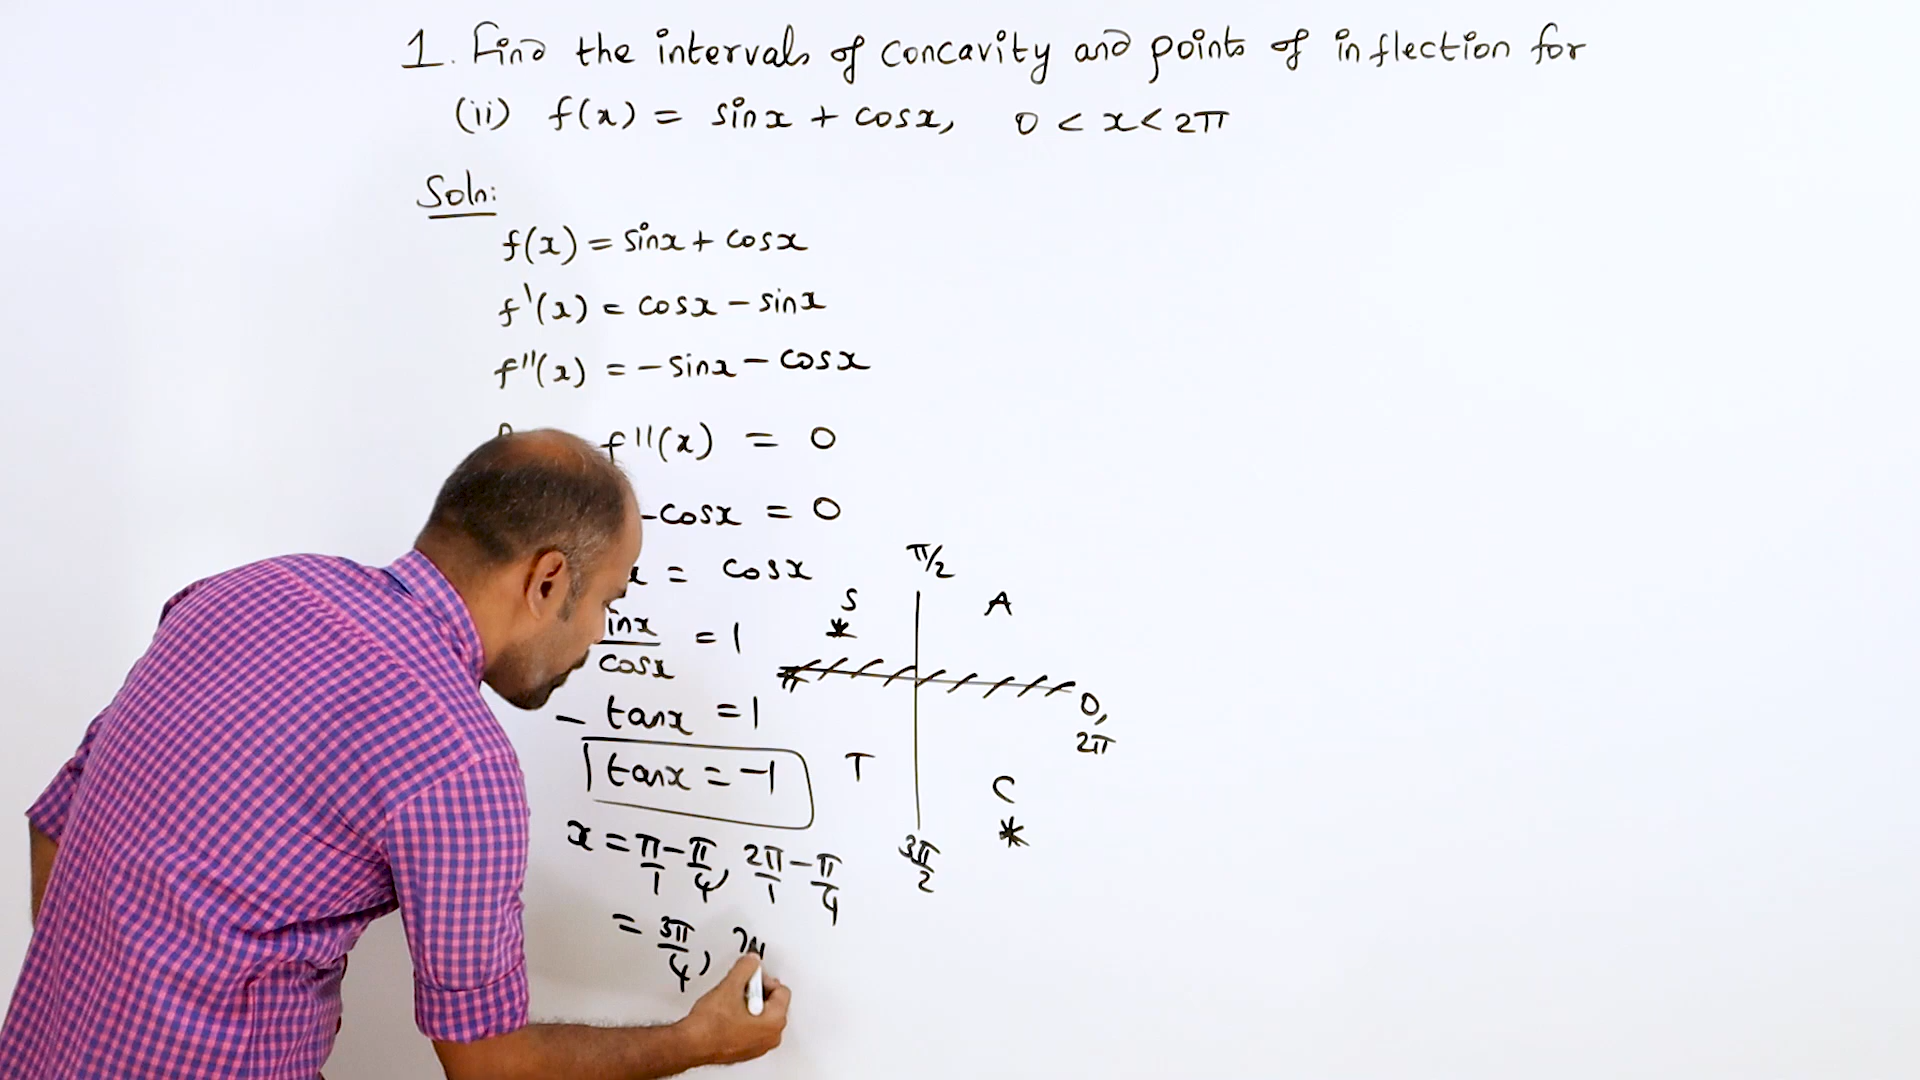 1. Find the intervals of concavity and points of inflection for
(ii) f(x) = sinx + cosx, 0 < x < 2π
Soln:
f(x) = sinx + cosx
f'(x) = cosx - sinx
f''(x) = -sinx - cosx
f''(x) = 0
-cosx = 0
x = cosx
inx/cosx = 1
- tanx = 1
tanx = -1
x = π/1 - π/4, 2π/1 - π/4
= 3π/4,
π/2
S A
*
π 0,
2π
T C
*
3π/2